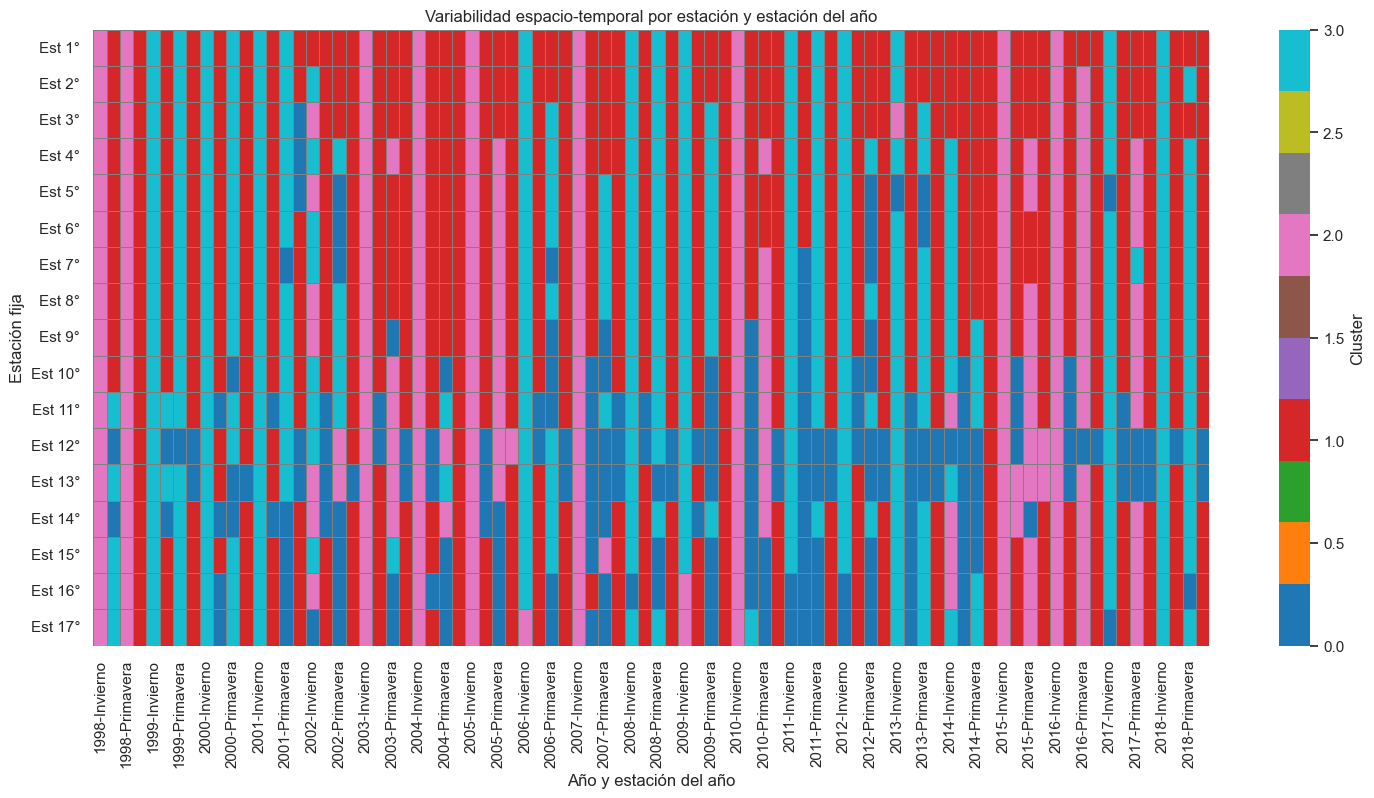 Variabilidad espacio-temporal por estación y estación del año
Est 1°
Est 2°
Est 3°
Est 4°
Est 5°
Est 6°
Est 7°
Est 8°
Est 9°
Est 10°
Est 11°
Est 12°
Est 13°
Est 14°
Est 15°
Est 16°
Est 17°
Estación fija
1998-Invierno
1998-Primavera
1999-Invierno
1999-Primavera
2000-Invierno
2000-Primavera
2001-Invierno
2001-Primavera
2002-Invierno
2002-Primavera
2003-Invierno
2003-Primavera
2004-Invierno
2004-Primavera
2005-Invierno
2005-Primavera
2006-Invierno
2006-Primavera
2007-Invierno
2007-Primavera
2008-Invierno
2008-Primavera
2009-Invierno
2009-Primavera
2010-Invierno
2010-Primavera
2011-Invierno
2011-Primavera
2012-Invierno
2012-Primavera
2013-Invierno
2013-Primavera
2014-Invierno
2014-Primavera
2015-Invierno
2015-Primavera
2016-Invierno
2016-Primavera
2017-Invierno
2017-Primavera
2018-Invierno
2018-Primavera
Año y estación del año
3.0
2.5
2.0
1.5
1.0
0.5
0.0
Cluster